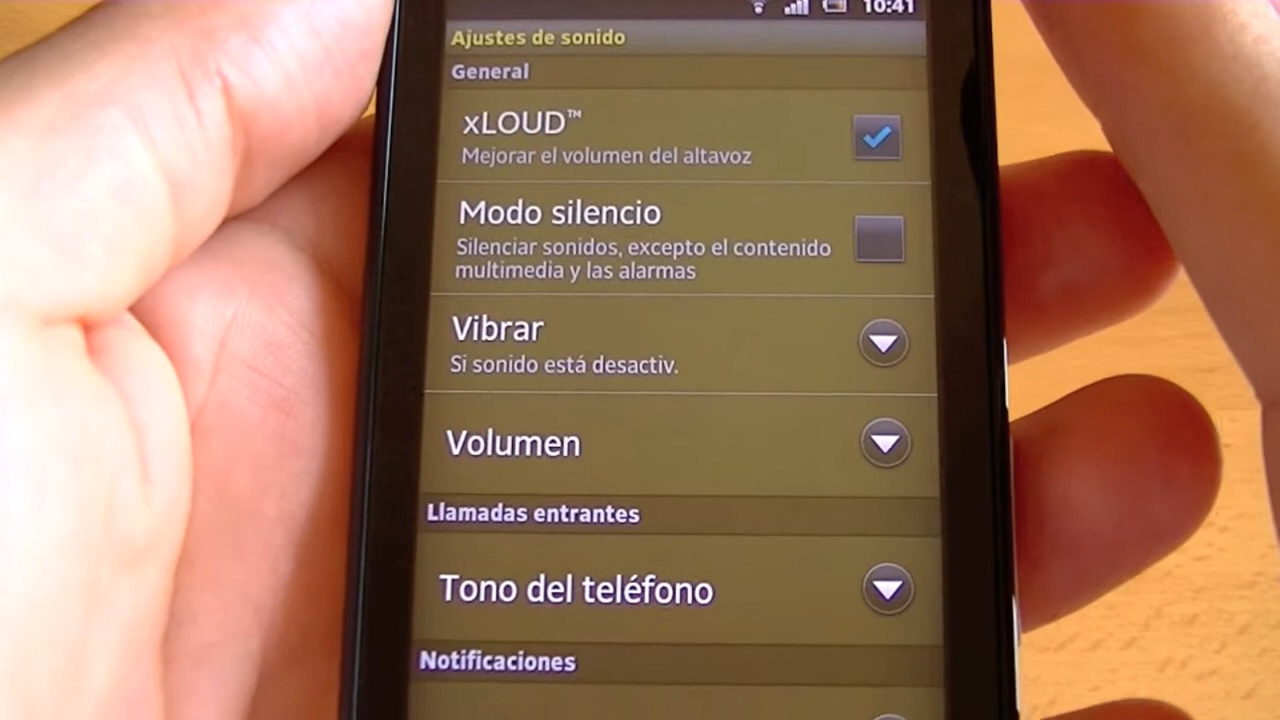 10:41
Ajustes de sonido
General
xLOUD™
Mejorar el volumen del altavoz
Modo silencio
Silenciar sonidos, excepto el contenido
multimedia y las alarmas
Vibrar
Si sonido está desactiv.
Volumen
Llamadas entrantes
Tono del teléfono
Notificaciones